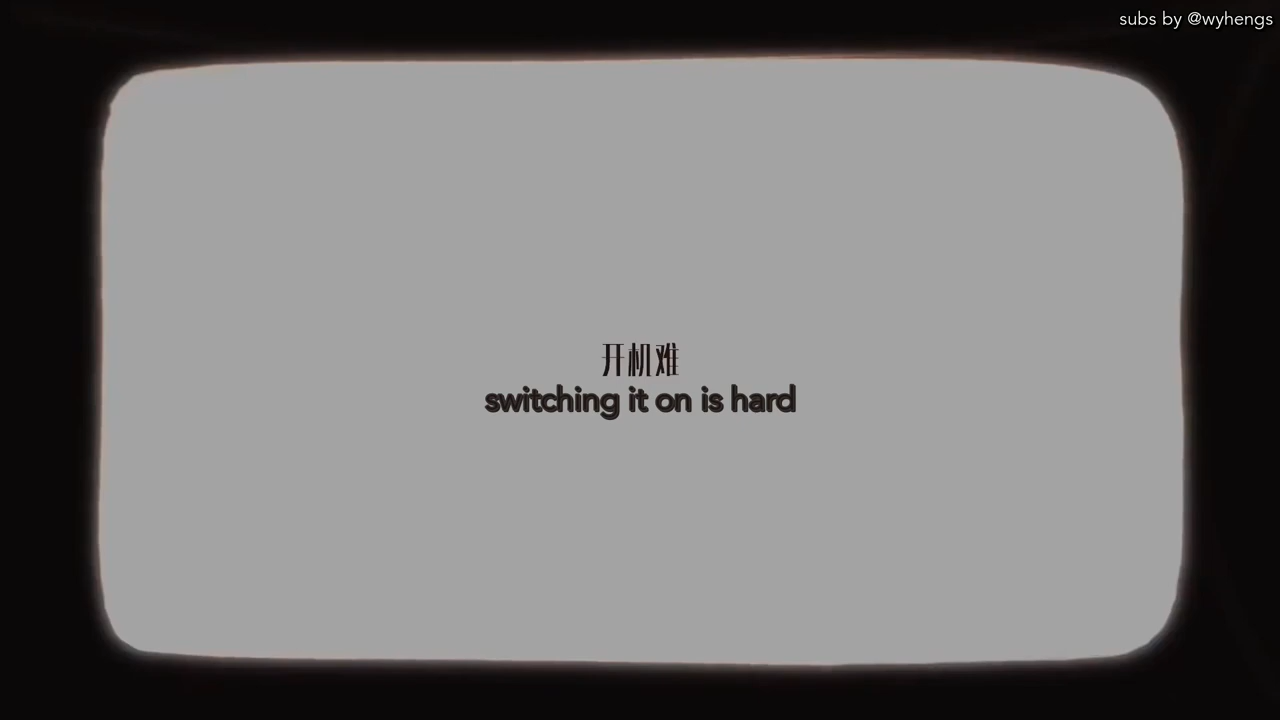 subs by @wyhengs
开机难
switching it on is hard